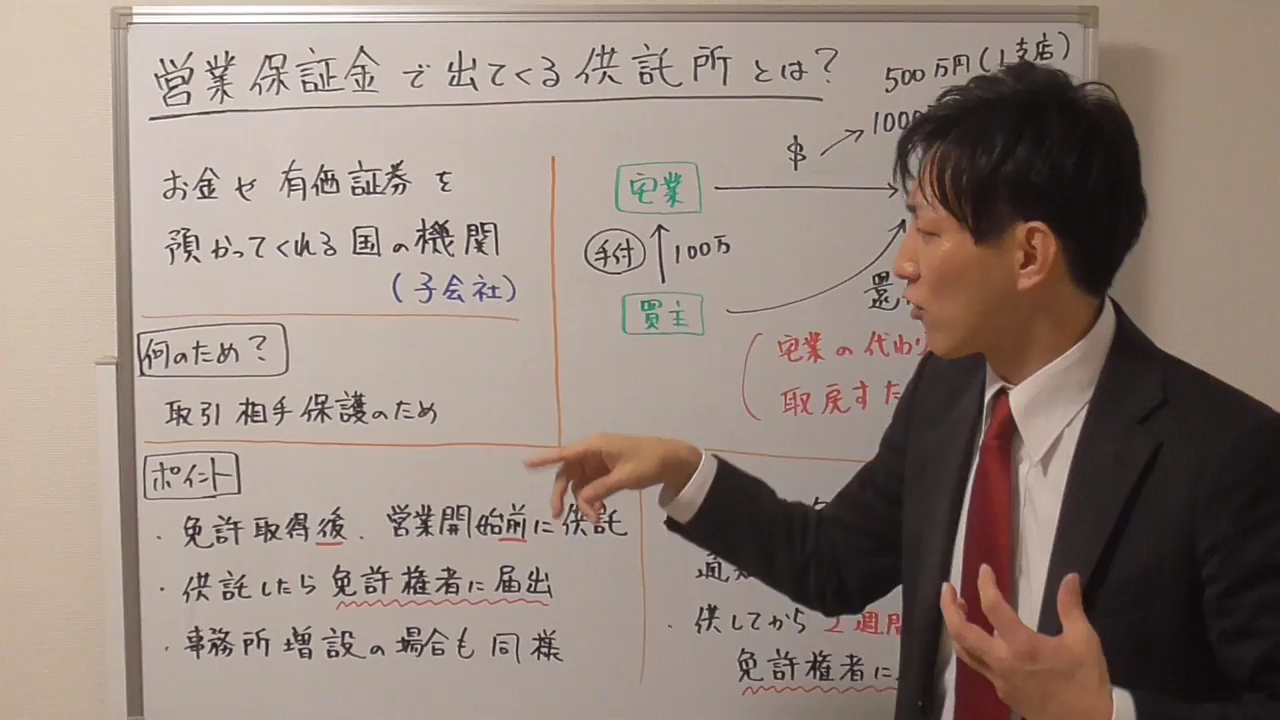 営業保証金で出てくる供託所とは？
お金や有価証券を
預かってくれる国の機関
(子会社)
何のため？
取引相手保護のため
ポイント
・免許取得後、営業開始前に供託
・供託したら免許権者に届出
・事務所増設の場合も同様
500万円(1支店)
1000
$
宅業
手付
100万
買主
還
(宅業の代わり
取戻すた
通知
・供してから2週間
免許権者に